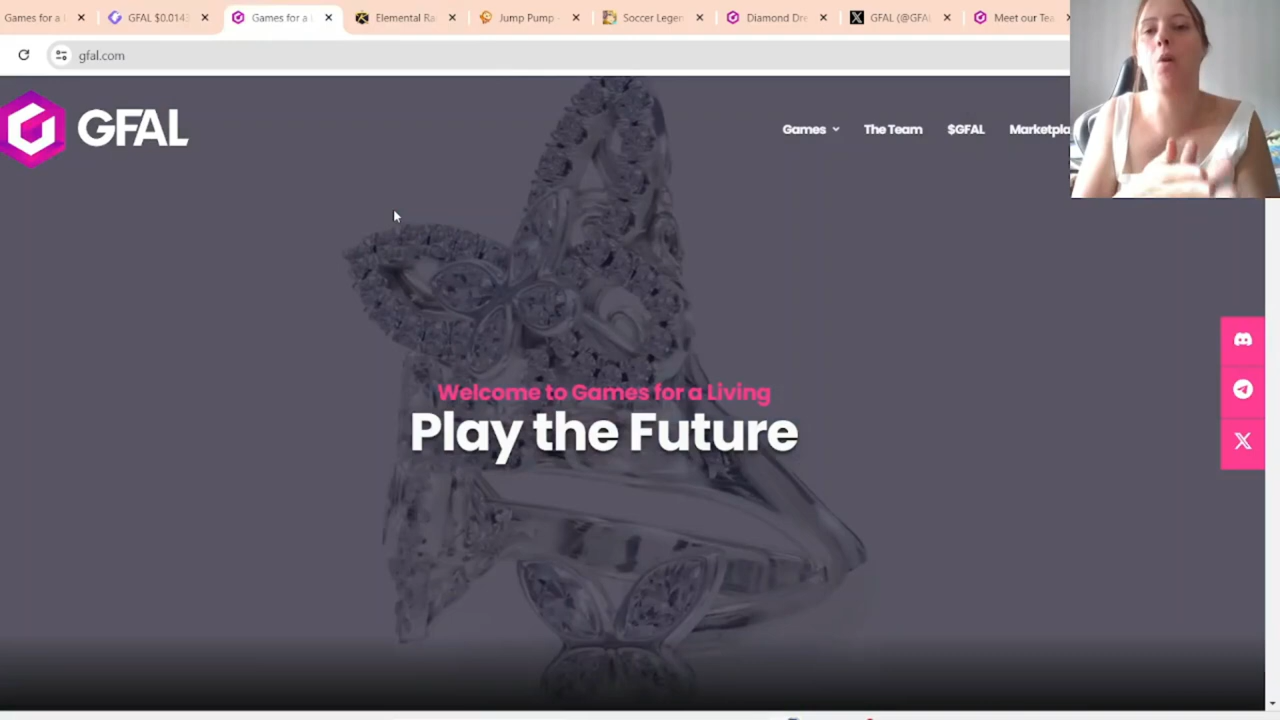 Games for a l
GFAL $0.014
Games for a l
Elemental Ra
Jump Pump -
Soccer Legen
Diamond Dre
GFAL (@GFAL
Meet our Tea
gfal.com
GFAL
Games
The Team
$GFAL
Marketpla
Welcome to Games for a Living
Play the Future